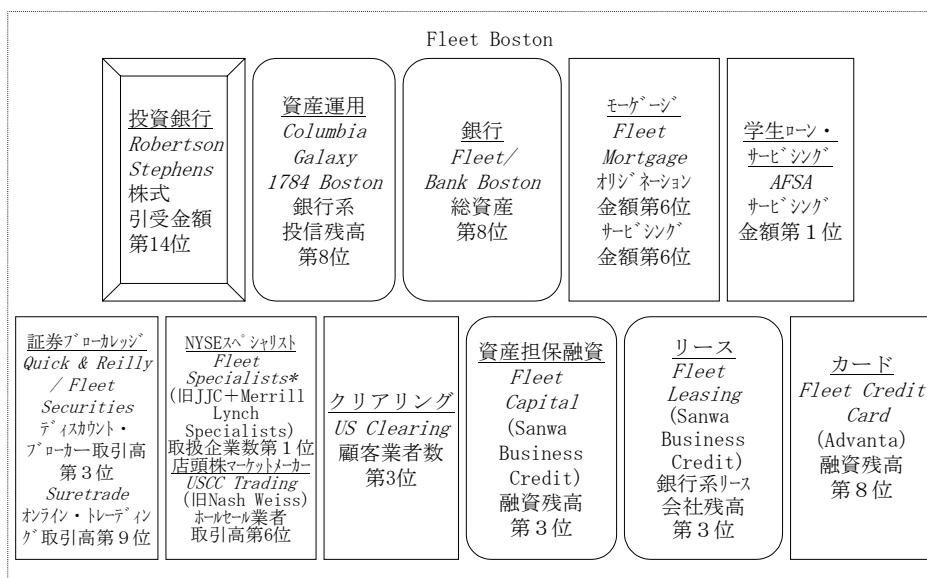 Fleet Boston
投資銀行
Robertson
Stephens
株式
引受金額
第14位
資産運用
Columbia
Galaxy
1784 Boston
銀行系
投信残高
第8位
銀行
Fleet/
Bank Boston
総資産
第8位
ﾓｰｹﾞｰｼﾞ
Fleet
Mortgage
ｵﾘｼﾞﾈｰｼｮﾝ
金額第6位
ｻｰﾋﾞｼﾝｸﾞ
金額第6位
学生ﾛｰﾝ・
ｻｰﾋﾞｼﾝｸﾞ
AFSA
ｻｰﾋﾞｼﾝｸﾞ
金額第１位
証券ﾌﾞﾛｰｶﾚｯｼﾞ
Quick & Reilly
/ Fleet
Securities
ﾃﾞｨｽｶｳﾝﾄ・
ﾌﾞﾛｰｶｰ取引高
第３位
Suretrade
ｵﾝﾗｲﾝ・ﾄﾚｰﾃﾞｨﾝ
ｸﾞ取引高第９位
NYSEｽﾍﾟｼｬﾘｽﾄ
Fleet
Specialists*
(旧JJC＋Merrill
Lynch
Specialists)
取扱企業数第１位
店頭株ﾏｰｹｯﾄﾒｰｶｰ
USCC Trading
(旧Nash Weiss)
ﾎｰﾙｾｰﾙ業者
取引高第6位
クリアリング
US Clearing
顧客業者数
第3位
資産担保融資
Fleet
Capital
(Sanwa
Business
Credit)
融資残高
第３位
リース
Fleet
Leasing
(Sanwa
Business
Credit)
銀行系ﾘｰｽ
会社残高
第３位
カード
Fleet Credit
Card
(Advanta)
融資残高
第８位